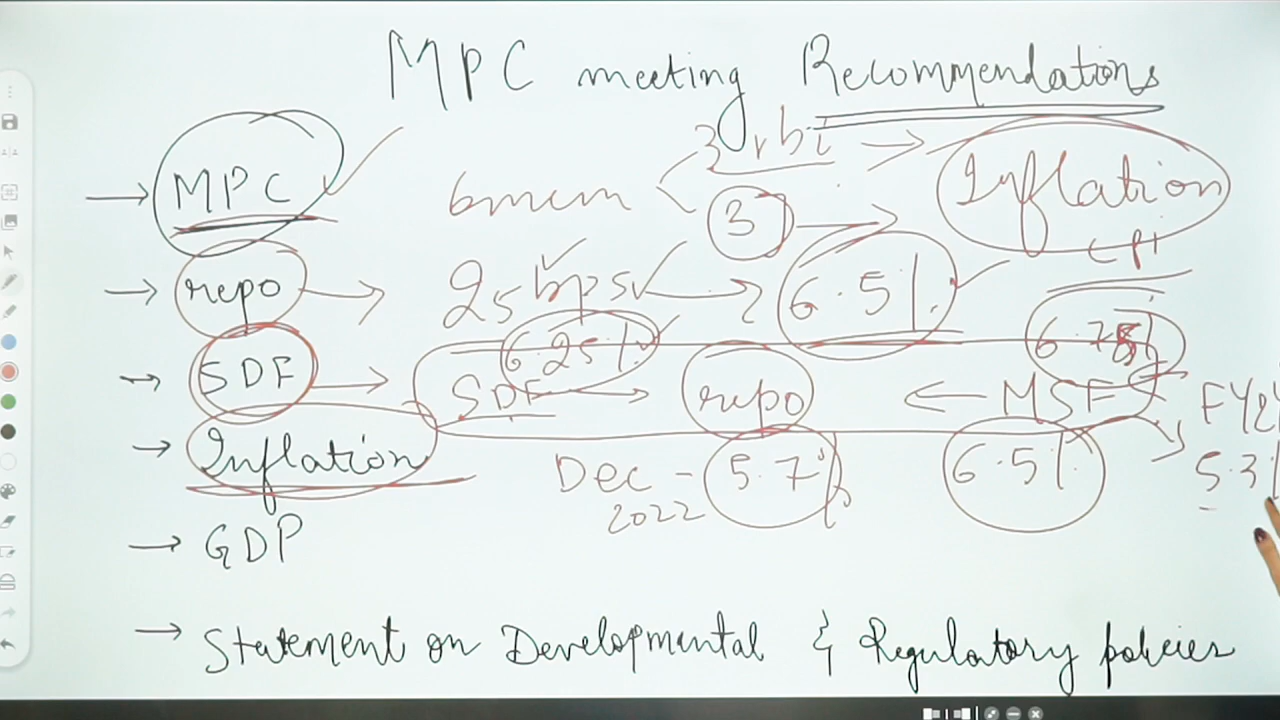 MPC meeting Recommendations
→ MPC 6mem 3 rbi → Inflation
3 → CPI
→ repo → 25 bps → 6.5%
6.25% 6.75%
→ SDF → SDF → repo ← MSF
→ Inflation Dec - 2022 5.7% 6.5% 5.3%
→ GDP
→ Statement on Developmental & Regulatory policies